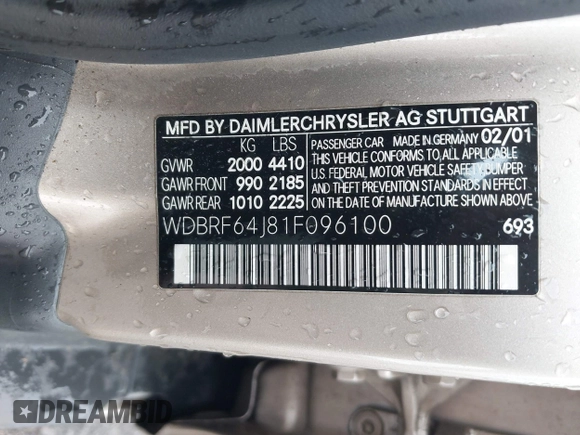 MFD BY DAIMLERCHRYSLER AG STUTTGART
KG LBS
GVWR 2000 4410
GAWR FRONT 990 2185
GAWR REAR 1010 2225
PASSENGER CAR MADE IN GERMANY 02/01
THIS VEHICLE CONFORMS TO ALL APPLICABLE
U.S. FEDERAL MOTOR VEHICLE SAFETY,BUMPER
AND THEFT PREVENTION STANDARDS IN EFFECT
ON THE DATE OF MANUFACTURE SHOWN ABOVE
WDBRF64J81F096100 693
DREAMBID